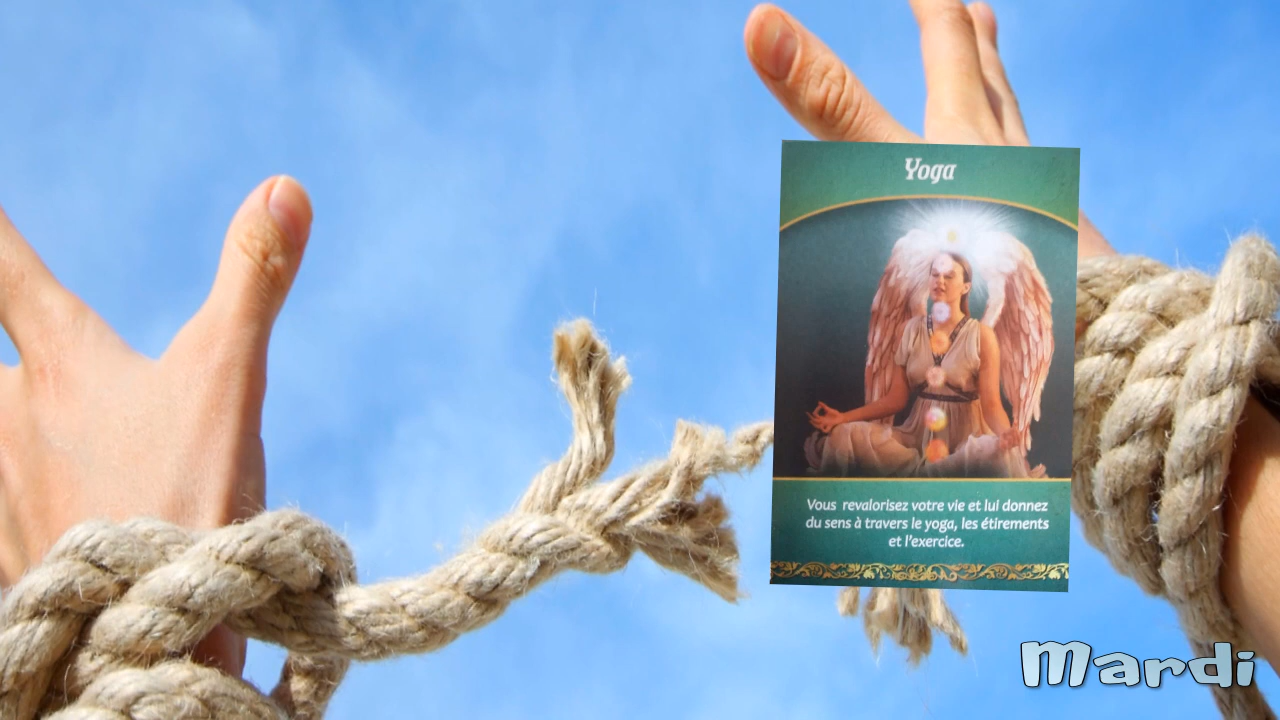 Yoga
Vous revalorisez votre vie et lui donnez
du sens à travers le yoga, les étirements
et l'exercice.
Mardi